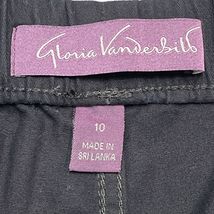 Gloria Vanderbilt
10
MADE IN
SRI LANKA